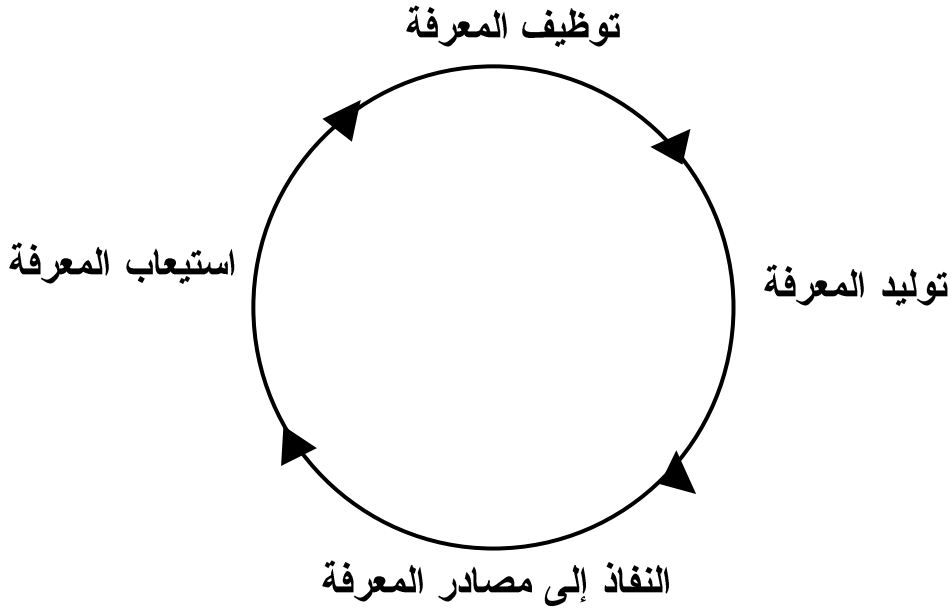 توظيف المعرفة
استيعاب المعرفة
توليد المعرفة
النفاذ إلى مصادر المعرفة